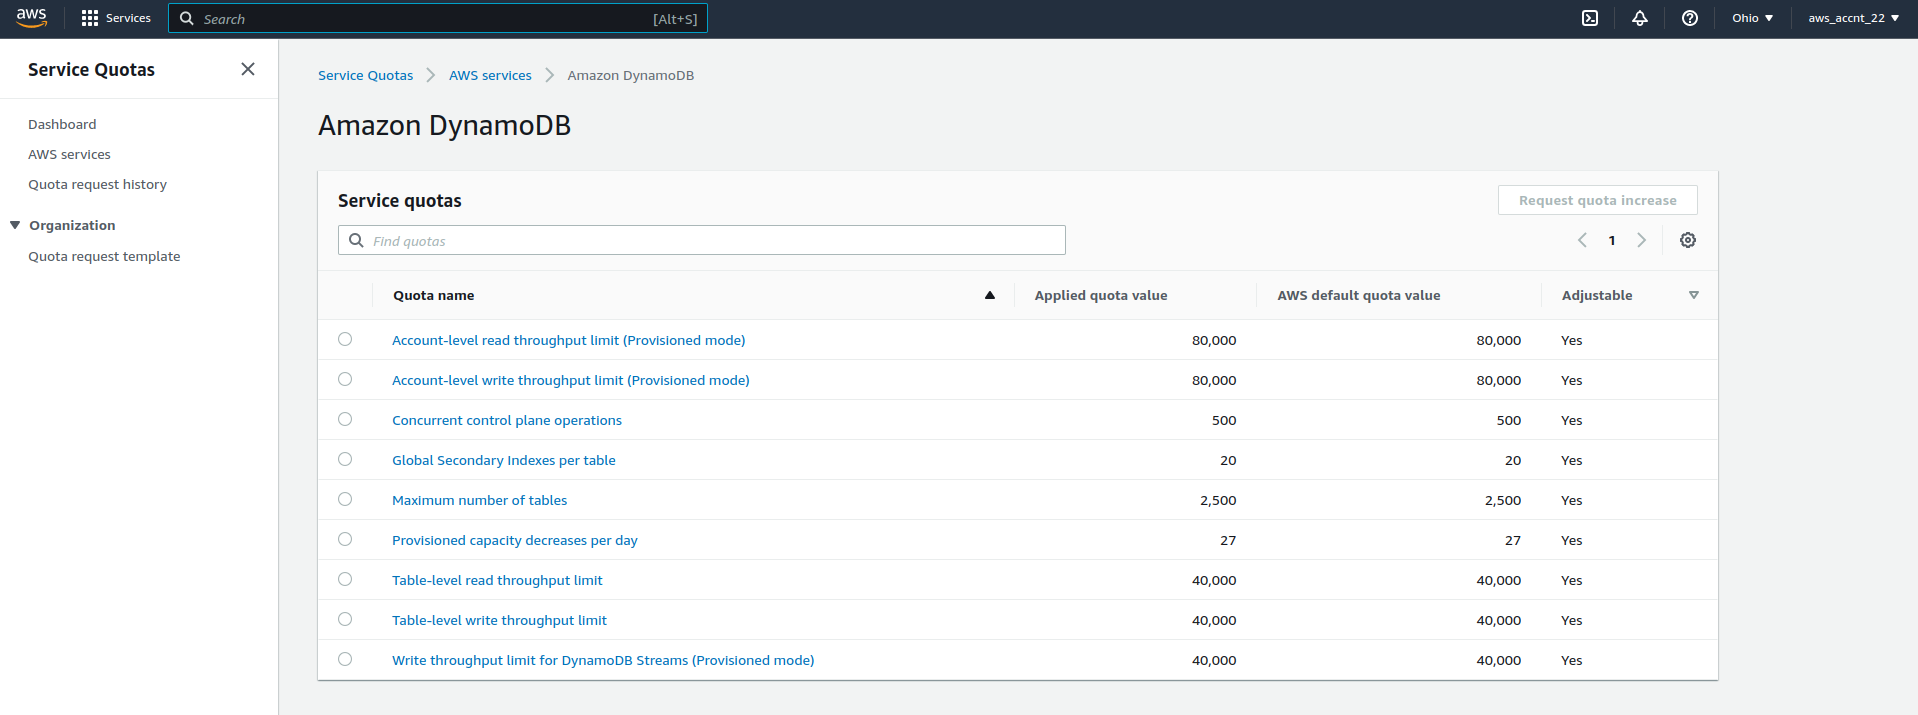 aws Services Search [Alt+S] Ohio aws_accnt_22
Service Quotas
Dashboard
AWS services
Quota request history
Organization
Quota request template
Service Quotas AWS services Amazon DynamoDB
Amazon DynamoDB
Service quotas Request quota increase
Find quotas 1
Quota name Applied quota value AWS default quota value Adjustable
Account-level read throughput limit (Provisioned mode) 80,000 80,000 Yes
Account-level write throughput limit (Provisioned mode) 80,000 80,000 Yes
Concurrent control plane operations 500 500 Yes
Global Secondary Indexes per table 20 20 Yes
Maximum number of tables 2,500 2,500 Yes
Provisioned capacity decreases per day 27 27 Yes
Table-level read throughput limit 40,000 40,000 Yes
Table-level write throughput limit 40,000 40,000 Yes
Write throughput limit for DynamoDB Streams (Provisioned mode) 40,000 40,000 Yes